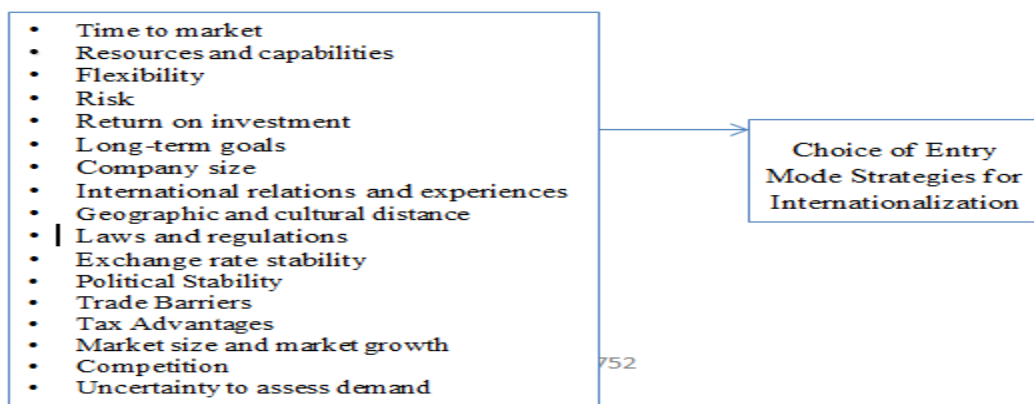 • Time to market
• Resources and capabilities
• Flexibility
• Risk
• Return on investment
• Long-term goals
• Company size
• International relations and experiences
• Geographic and cultural distance
• Laws and regulations
• Exchange rate stability
• Political Stability
• Trade Barriers
• Tax Advantages
• Market size and market growth
• Competition
• Uncertainty to assess demand
Choice of Entry
Mode Strategies for
Internationalization
752